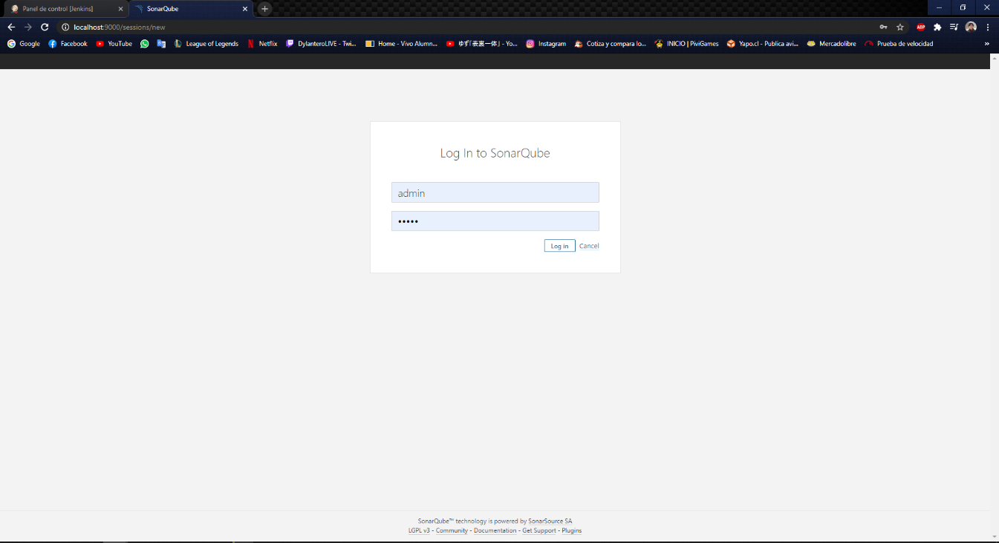 Panel de control [Jenkins]
SonarQube
localhost:9000/sessions/new
ABP
Google Facebook YouTube League of Legends Netflix DylanteroLIVE - Twi... Home - Vivo Alumn... ゆず『表裏一体』- Yo... Instagram Cotiza y compara lo... INICIO | PiviGames Yapo.cl - Publica avi... Mercadolibre Prueba de velocidad »
Log In to SonarQube
admin
•••••
Log in Cancel
SonarQube™ technology is powered by SonarSource SA
LGPL v3 - Community - Documentation - Get Support - Plugins